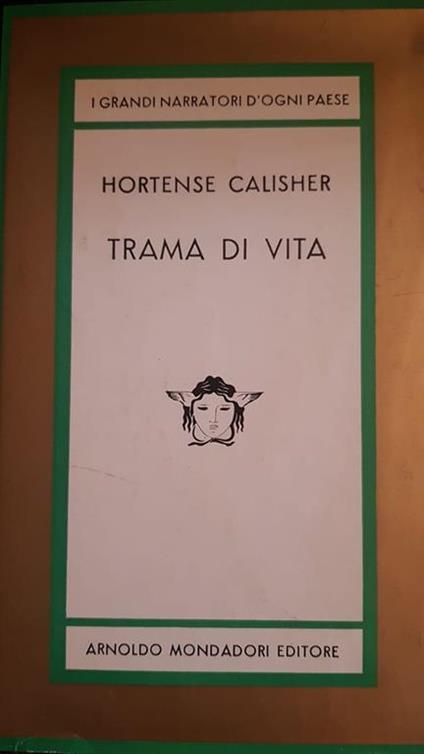 I GRANDI NARRATORI D'OGNI PAESE
HORTENSE CALISHER
TRAMA DI VITA
ARNOLDO MONDADORI EDITORE